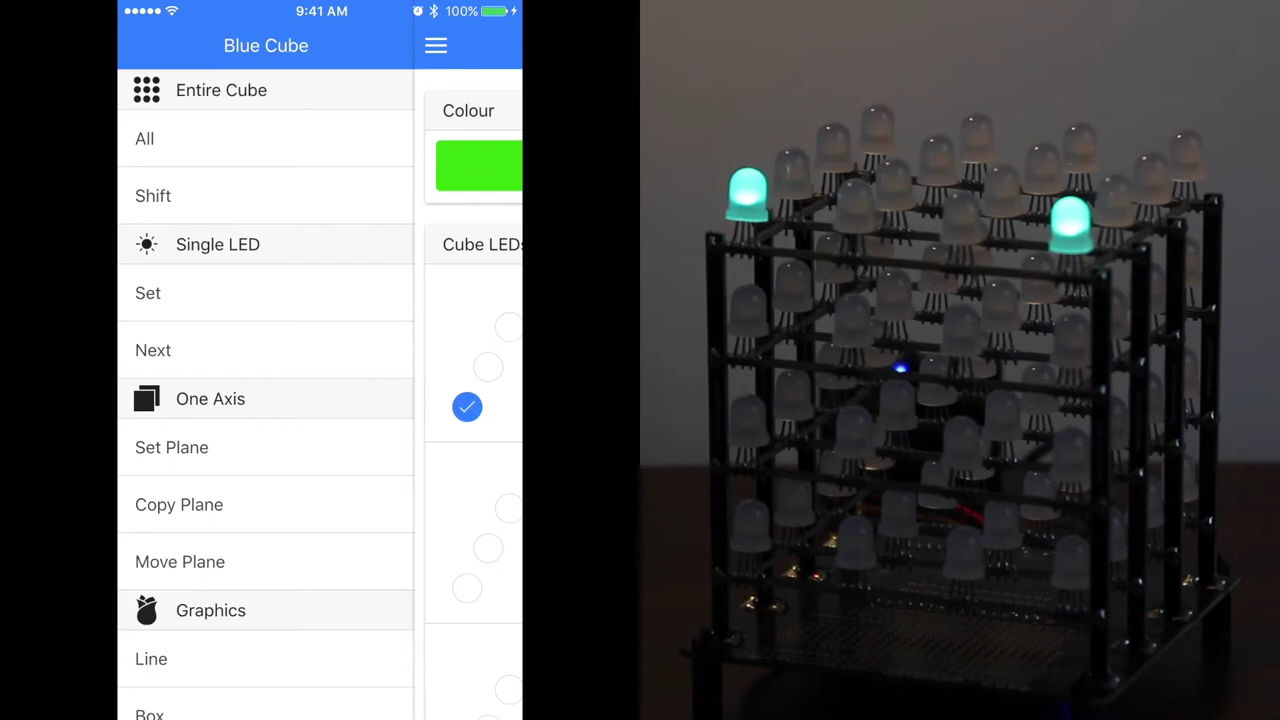 9:41 AM
100%
Blue Cube
Entire Cube
Colour
All
Shift
Single LED
Cube LEDs
Set
Next
One Axis
Set Plane
Copy Plane
Move Plane
Graphics
Line
Box